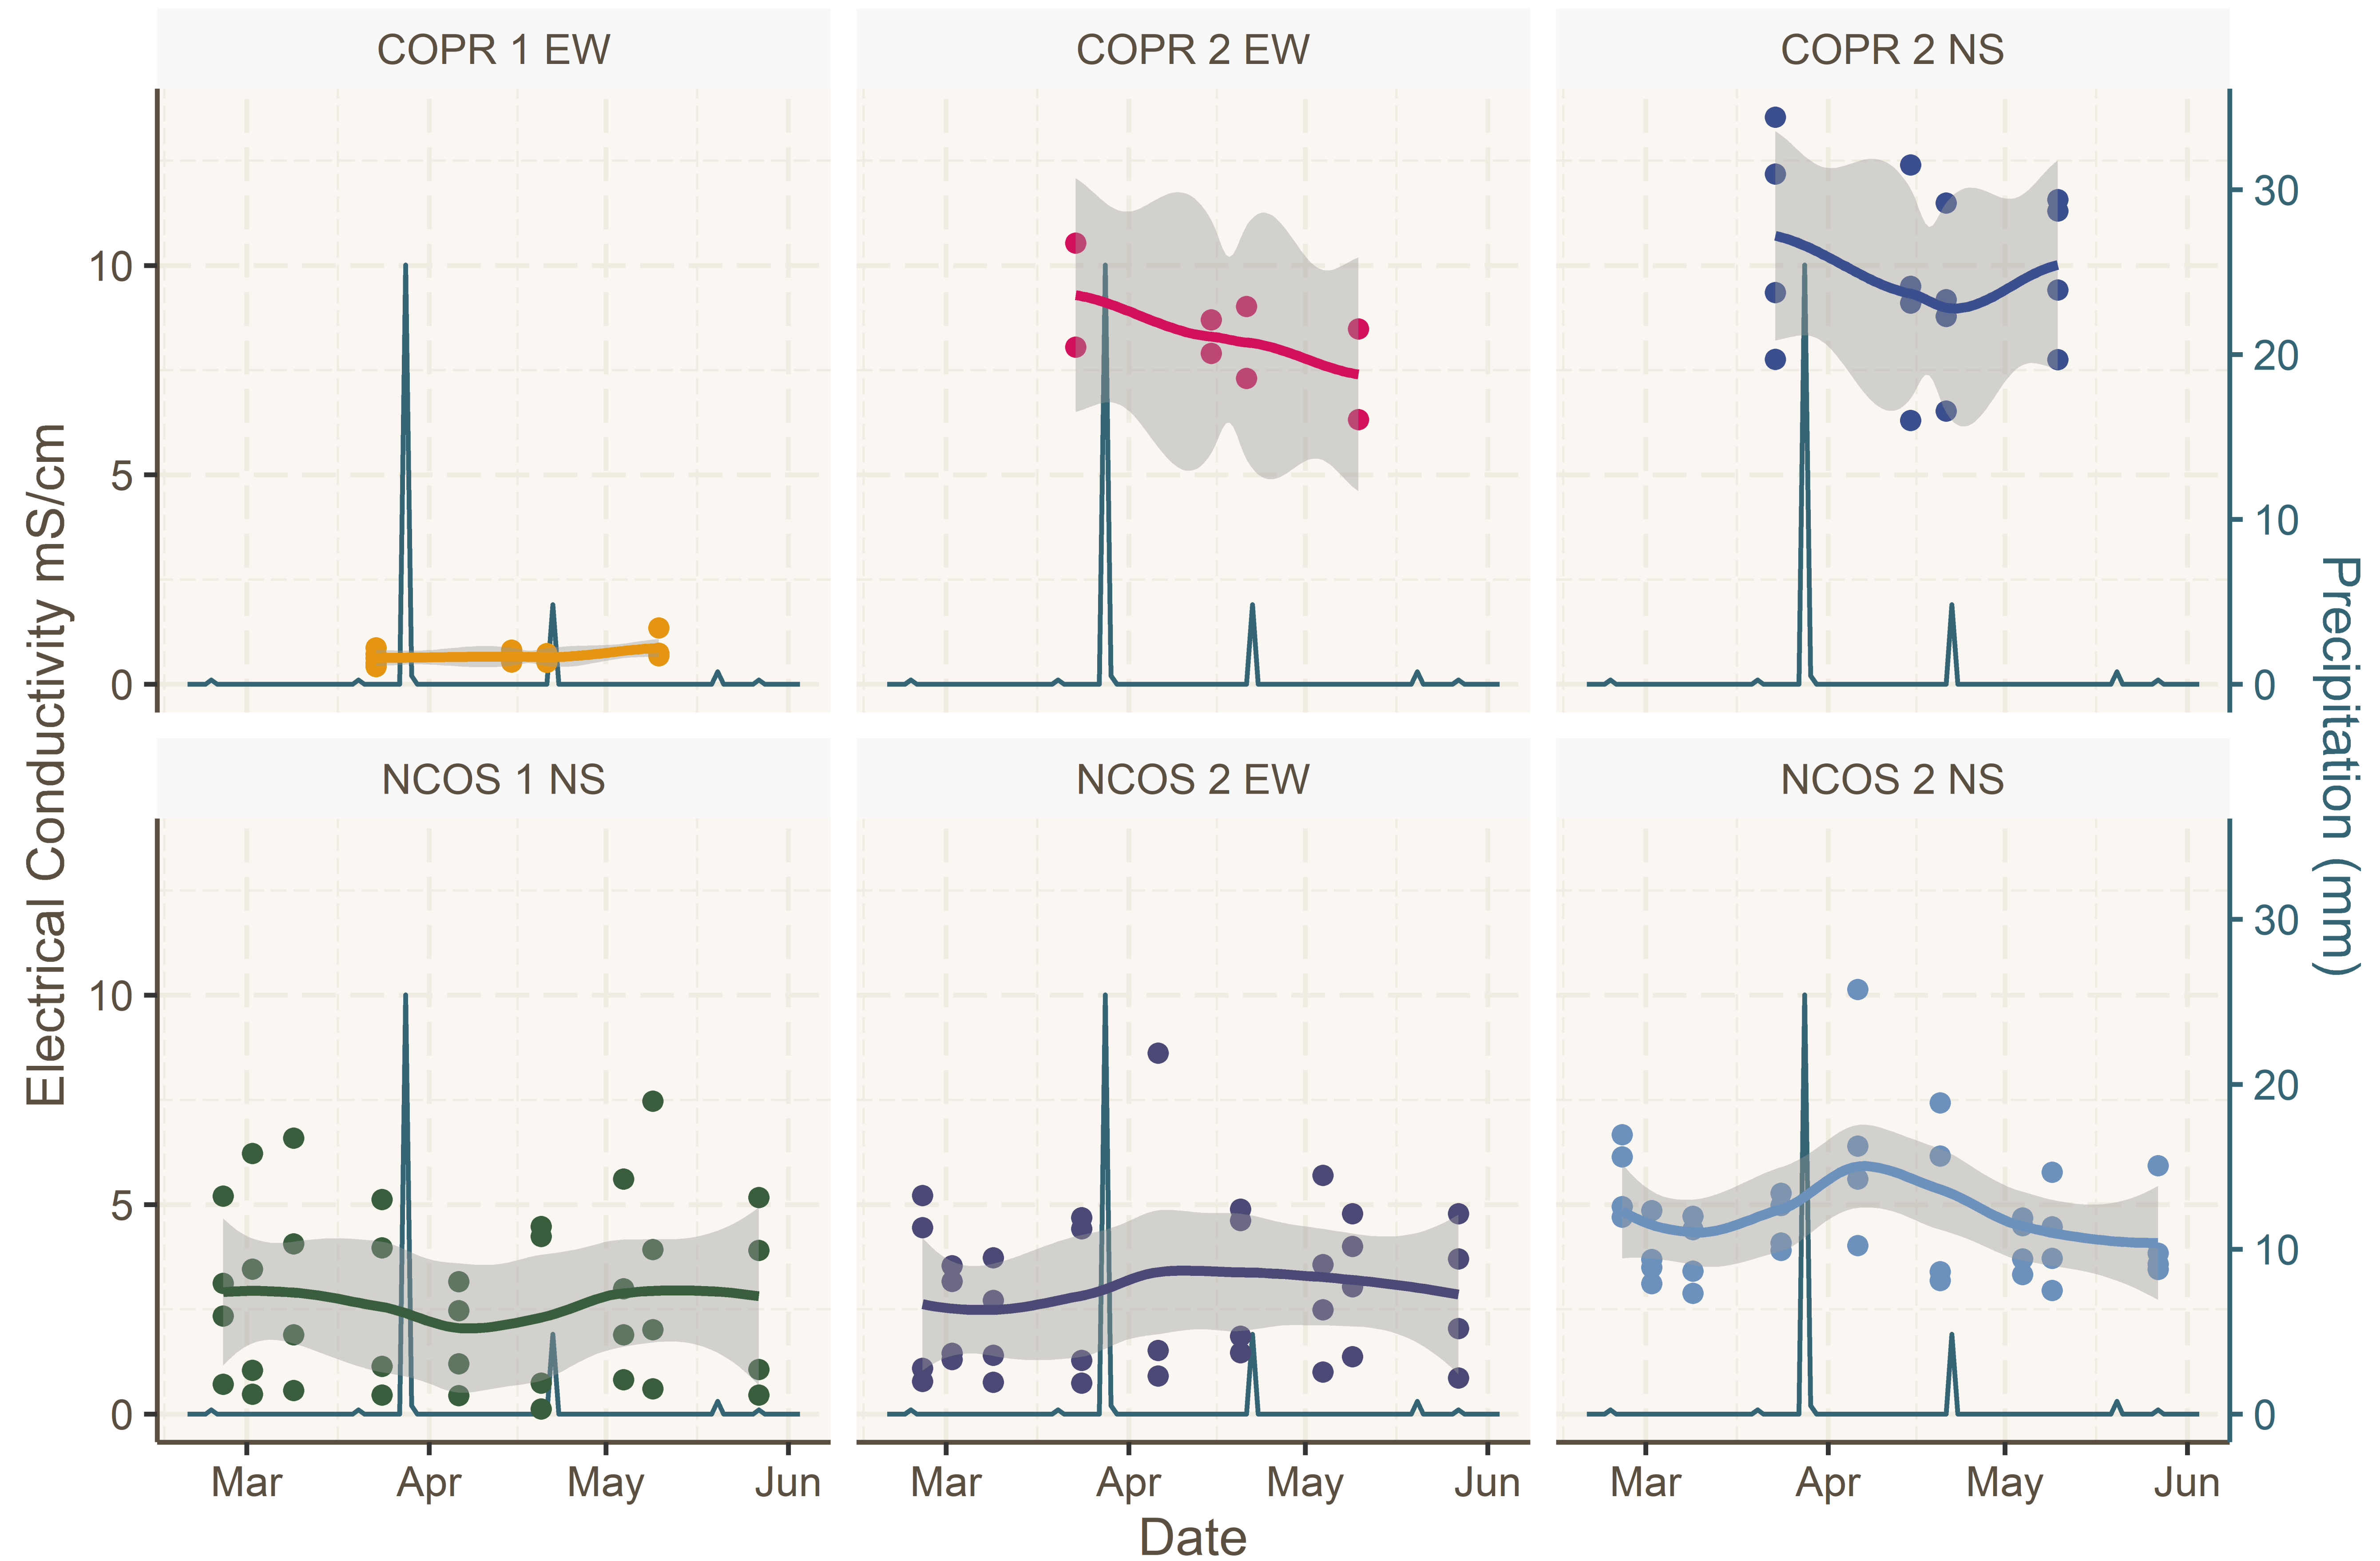 COPR 1 EW
COPR 2 EW
COPR 2 NS
10
5
0
30
20
10
0
Electrical Conductivity mS/cm
Precipitation (mm)
NCOS 1 NS
NCOS 2 EW
NCOS 2 NS
10
5
0
30
20
10
0
Mar Apr May Jun
Mar Apr May Jun
Mar Apr May Jun
Date